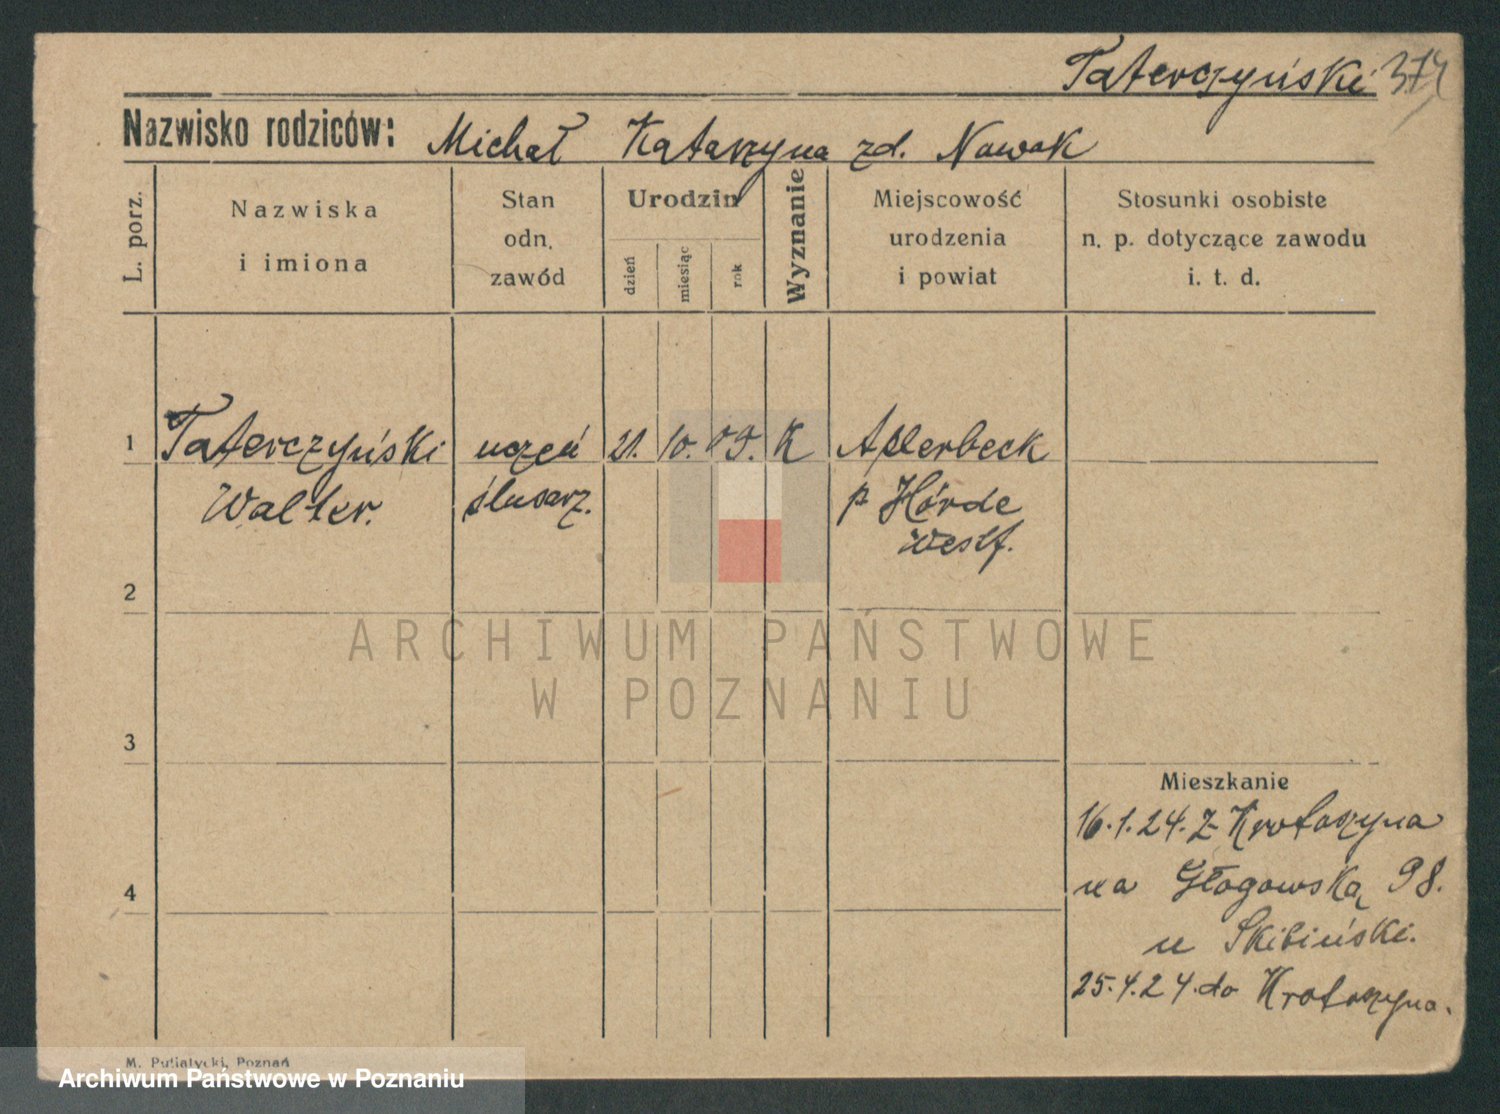 Taterczyński 374
Nazwisko rodziców: Michał Katarzyna zd. Nowak
L. porz.
Nazwiska
i imiona
Stan
odn.
zawód
Urodzin
dzień
miesiąc
rok
Wyznanie
Miejscowość
urodzenia
i powiat
Stosunki osobiste
n. p. dotyczące zawodu
i. t. d.
1 Taterczyński uczeń 21. 10. 09. K Aplerbeck
Walter. ślusarz. p Hörde
Westf.
2
ARCHIWUM PAŃSTWOWE
W POZNANIU
3
Mieszkanie
16.1.24. z Krotoszyna
4 na Głogowską 98.
u Skibiński.
25.4.24. do Krotoszyna.
M. Putiatycki, Poznań
Archiwum Państwowe w Poznaniu